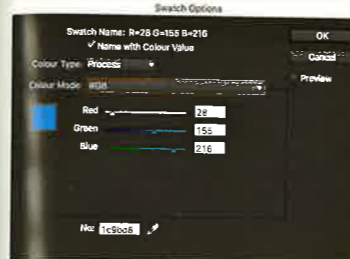 Swatch Options
Swatch Name: R=28 G=155 B=216
Name with Colour Value
Colour Type: Process
Colour Mode: RGB
Red 28
Green 155
Blue 216
No: 1c9bd8
OK
Cancel
Preview